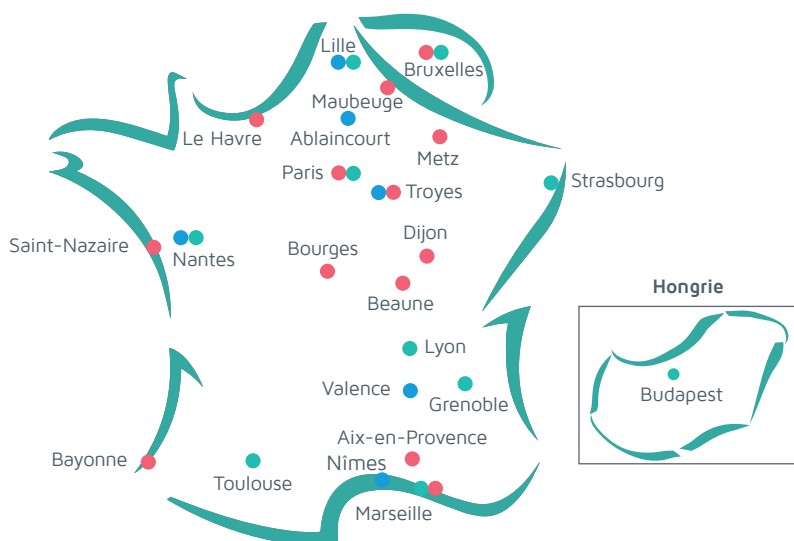 Lille
Bruxelles
Maubeuge
Le Havre
Ablaincourt
Metz
Paris
Strasbourg
Troyes
Saint-Nazaire
Nantes
Bourges
Dijon
Beaune
Hongrie
Lyon
Valence
Grenoble
Budapest
Aix-en-Provence
Bayonne
Nîmes
Toulouse
Marseille